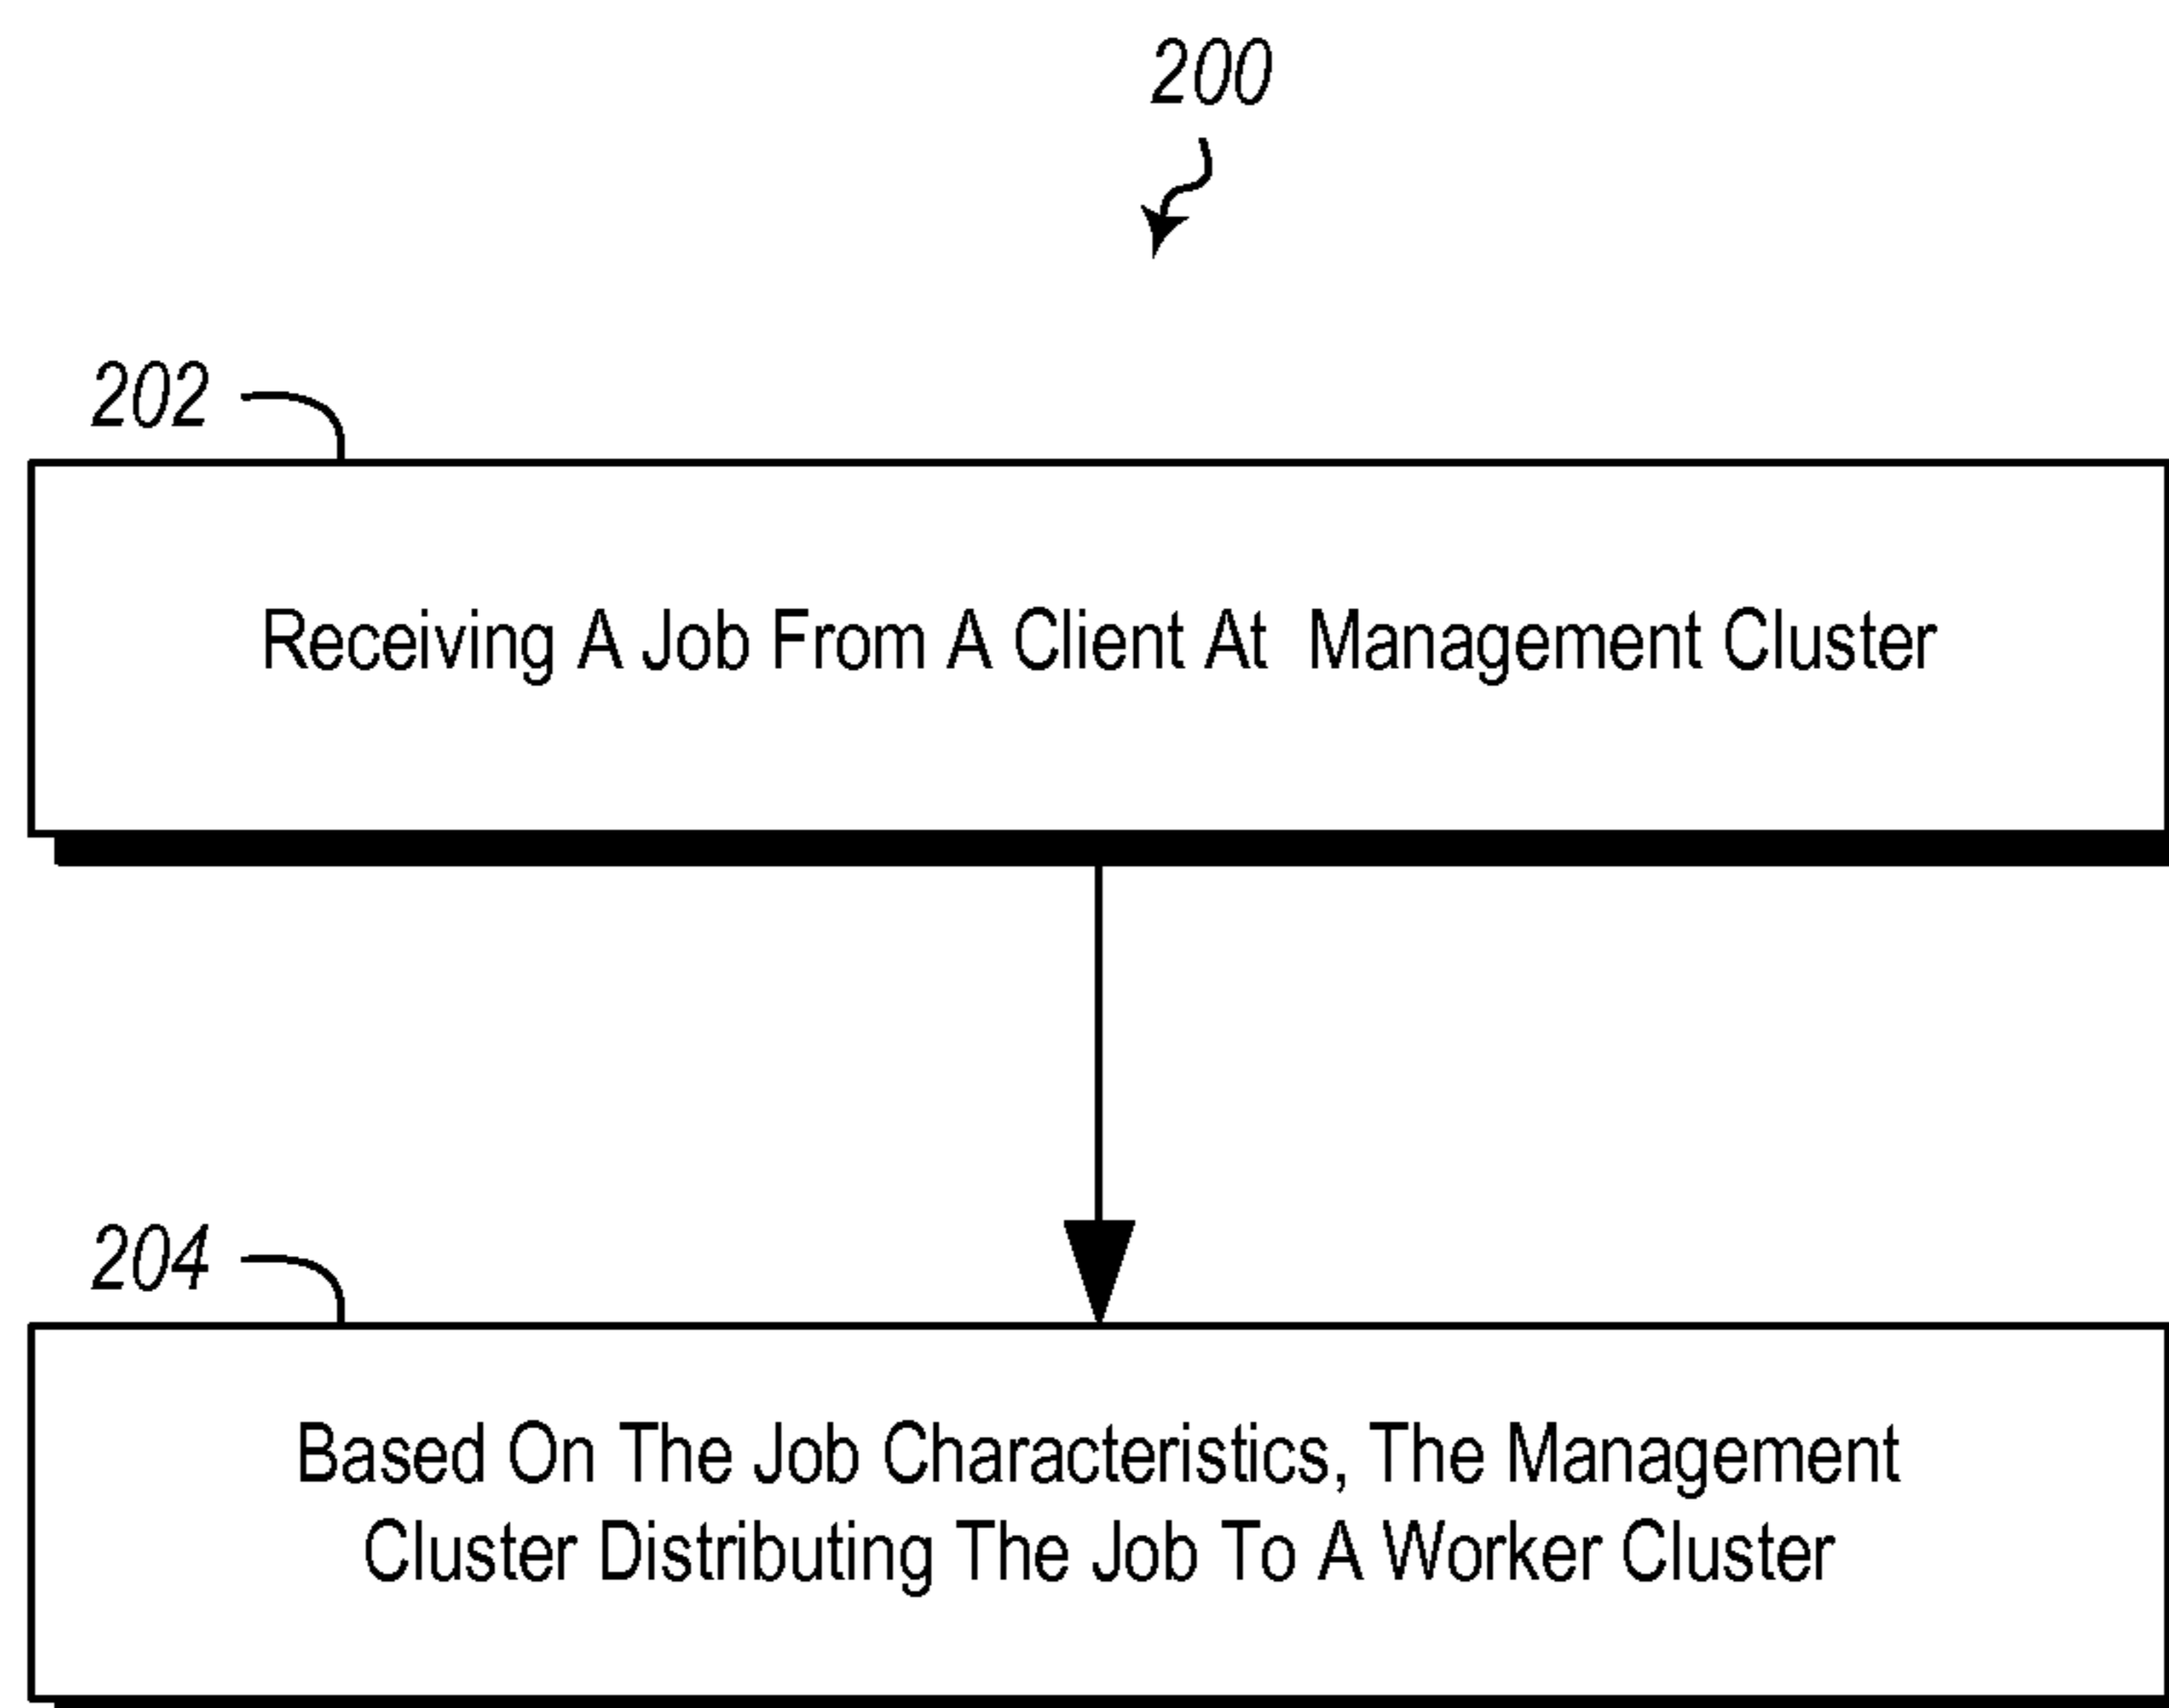 200
202
Receiving A Job From A Client At Management Cluster
204
Based On The Job Characteristics, The Management
Cluster Distributing The Job To A Worker Cluster